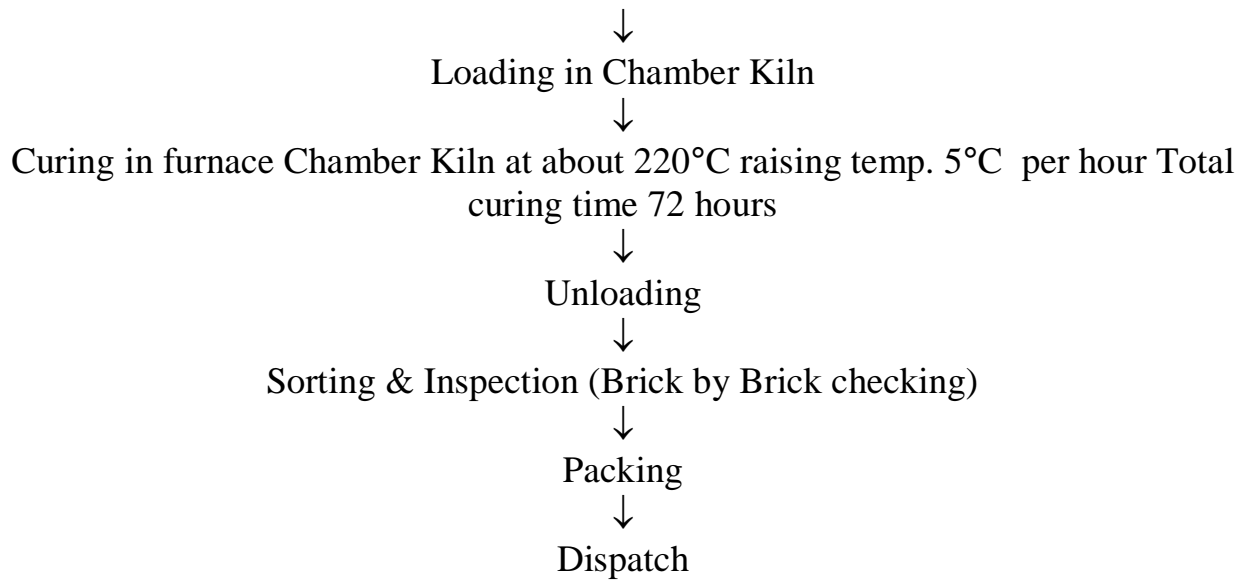 ↓
Loading in Chamber Kiln
↓
Curing in furnace Chamber Kiln at about 220°C raising temp. 5°C per hour Total
curing time 72 hours
↓
Unloading
↓
Sorting & Inspection (Brick by Brick checking)
↓
Packing
↓
Dispatch